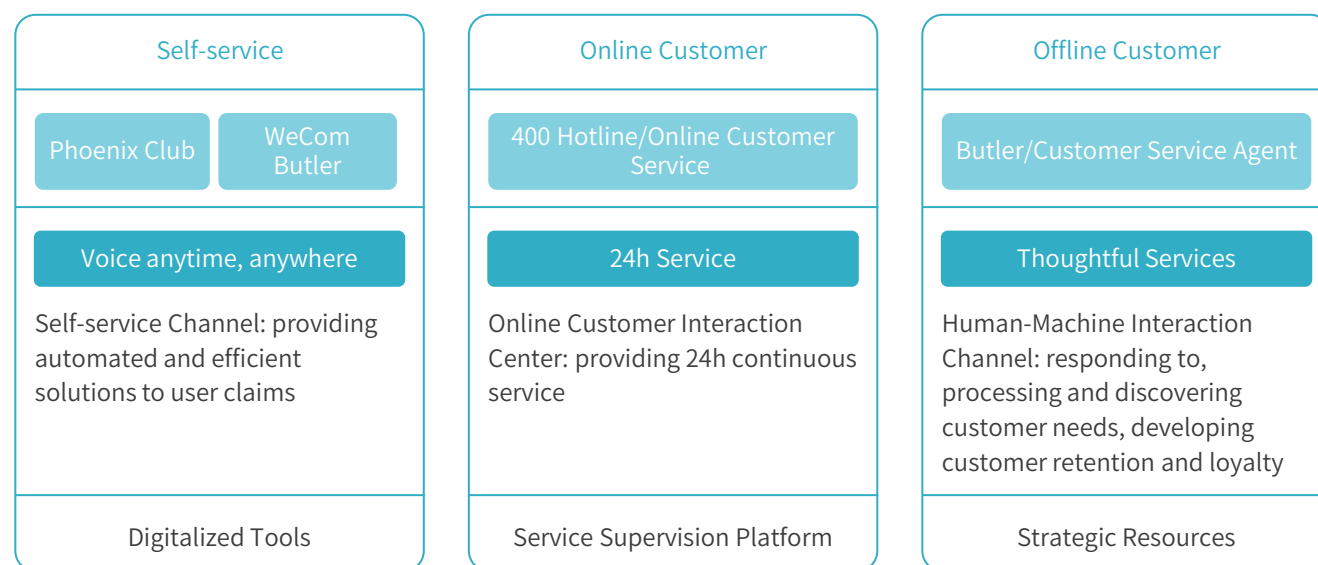 Self-service
Phoenix Club
WeCom
Butler
Voice anytime, anywhere
Self-service Channel: providing
automated and efficient
solutions to user claims
Digitalized Tools
Online Customer
400 Hotline/Online Customer
Service
24h Service
Online Customer Interaction
Center: providing 24h continuous
service
Service Supervision Platform
Offline Customer
Butler/Customer Service Agent
Thoughtful Services
Human-Machine Interaction
Channel: responding to,
processing and discovering
customer needs, developing
customer retention and loyalty
Strategic Resources